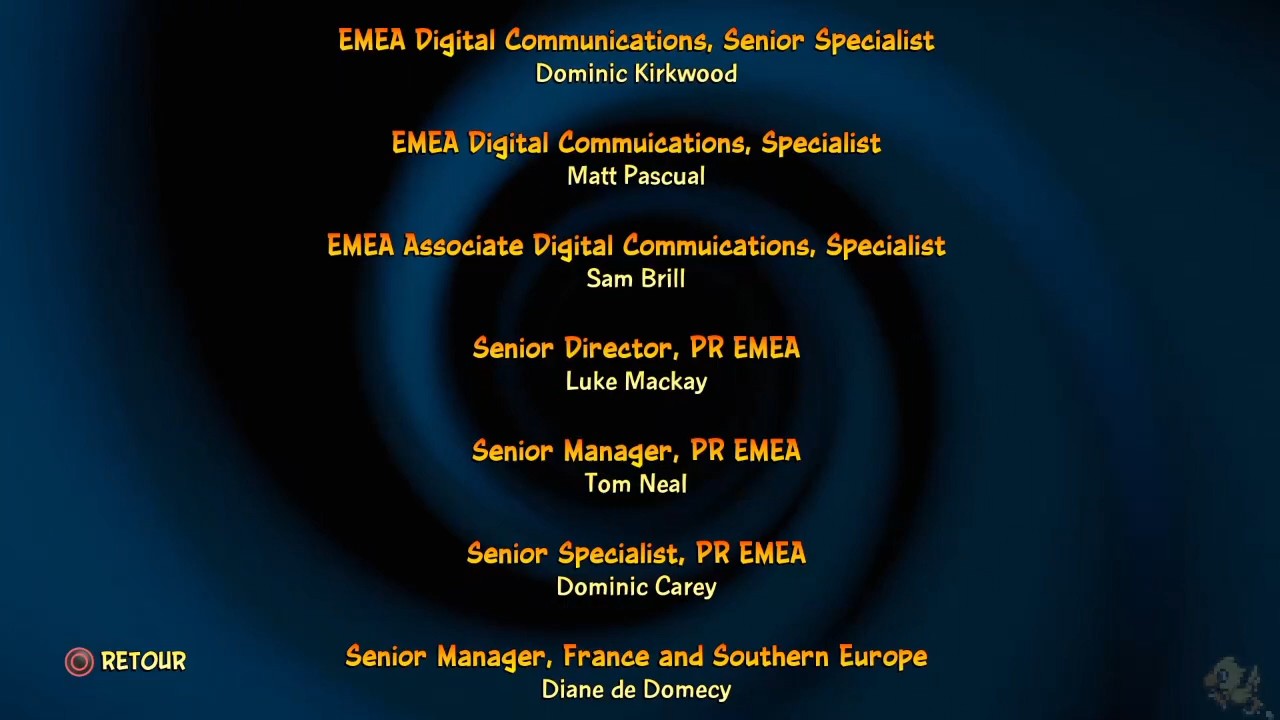 EMEA Digital Communications, Senior Specialist
Dominic Kirkwood
EMEA Digital Commuications, Specialist
Matt Pascual
EMEA Associate Digital Commuications, Specialist
Sam Brill
Senior Director, PR EMEA
Luke Mackay
Senior Manager, PR EMEA
Tom Neal
Senior Specialist, PR EMEA
Dominic Carey
Senior Manager, France and Southern Europe
Diane de Domecy
RETOUR